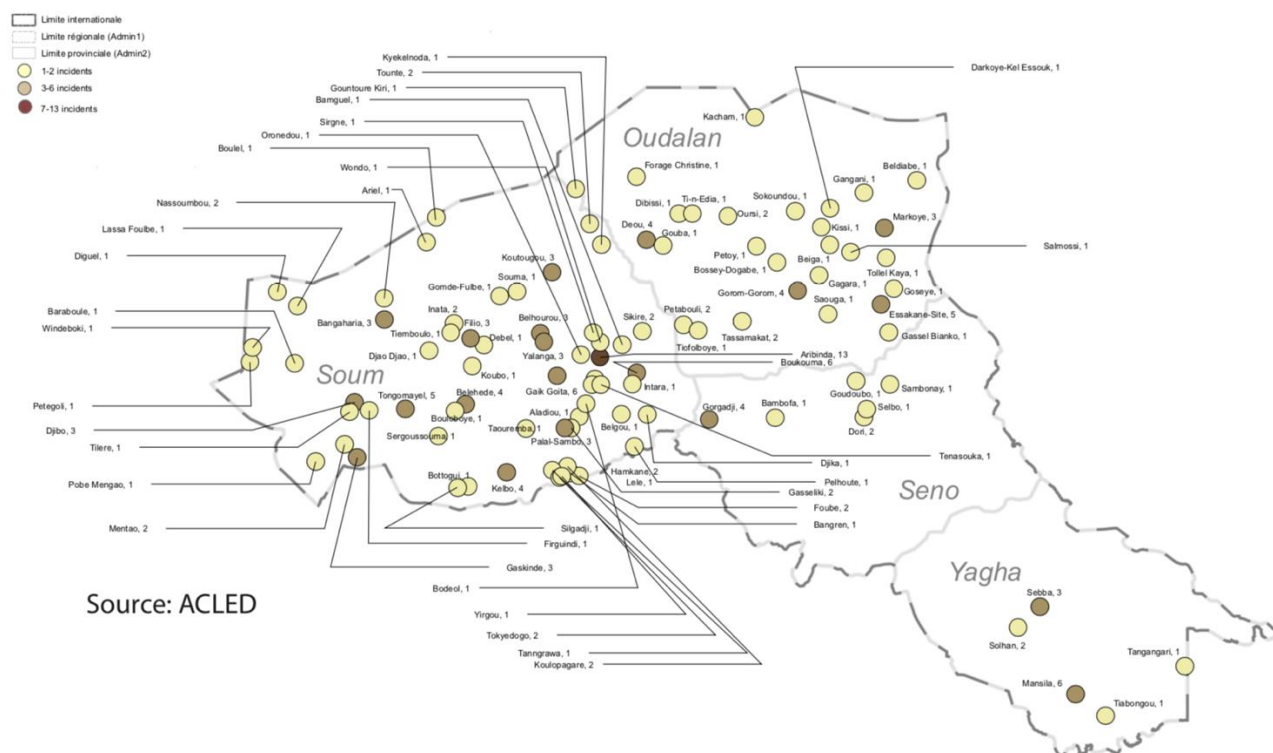 Limite internationale
Limite régionale (Admin1)
Limite provinciale (Admin2)
1-2 incidents
3-6 incidents
7-13 incidents
Kyekelnoda, 1
Tounte, 2
Gountoure Kiri, 1
Bamguel, 1
Sirgne, 1
Oronedou, 1
Boulel, 1
Wondo, 1
Ariel, 1
Nassoumbou, 2
Lassa Foulbe, 1
Diguel, 1
Baraboule, 1
Windeboki, 1
Petegoli, 1
Djibo, 3
Tilere, 1
Pobe Mengao, 1
Mentao, 2
Darkoye-Kel Essouk, 1
Kacham, 1
Oudalan
Forage Christine, 1
Beldiabe, 1
Gangani, 1
Sokoundou, 1
Dibissi, 1
Ti-n-Edia, 1
Oursi, 2
Markoye, 3
Deou, 4
Gouba, 1
Kissi, 1
Salmossi, 1
Petoy, 1
Bossey-Dogabe, 1
Beiga, 1
Tollel Kaya, 1
Gagara, 1
Gorom-Gorom, 4
Goseye, 1
Saouga, 1
Essakane-Site, 5
Gassel Bianko, 1
Koutougou, 3
Souma, 1
Gomde-Fulbe, 1
Inata, 2
Bangaharia, 3
Tiemboulo, 1
Filio, 3
Debel, 1
Belhourou, 3
Yalanga, 3
Sikire, 2
Petabouli, 2
Tiofolboye, 1
Tassamakat, 2
Aribinda, 13
Boukouma, 6
Djao Djao, 1
Koubo, 1
Soum
Gaik Goita, 6
Intara, 1
Goudoubo, 1
Sambonay, 1
Selbo, 1
Dori, 2
Bambofa, 1
Gorgadji, 4
Tongomayel, 5
Belehede, 4
Bouloboye, 1
Aladiou, 1
Taouremba, 1
Belgou, 1
Sergoussouma, 1
Palal-Sambo, 3
Tenasouka, 1
Djika, 1
Hamkane, 2
Lele, 1
Pelhoute, 1
Gasseliki, 2
Foube, 2
Bangren, 1
Bottogui, 1
Kelbo, 4
Seno
Silgadji, 1
Firguindi, 1
Gaskinde, 3
Bodeol, 1
Yirgou, 1
Tokyedogo, 2
Tanngrawa, 1
Koulopagare, 2
Source: ACLED
Yagha
Sebba, 3
Solhan, 2
Tangangari, 1
Mansila, 6
Tiabongou, 1